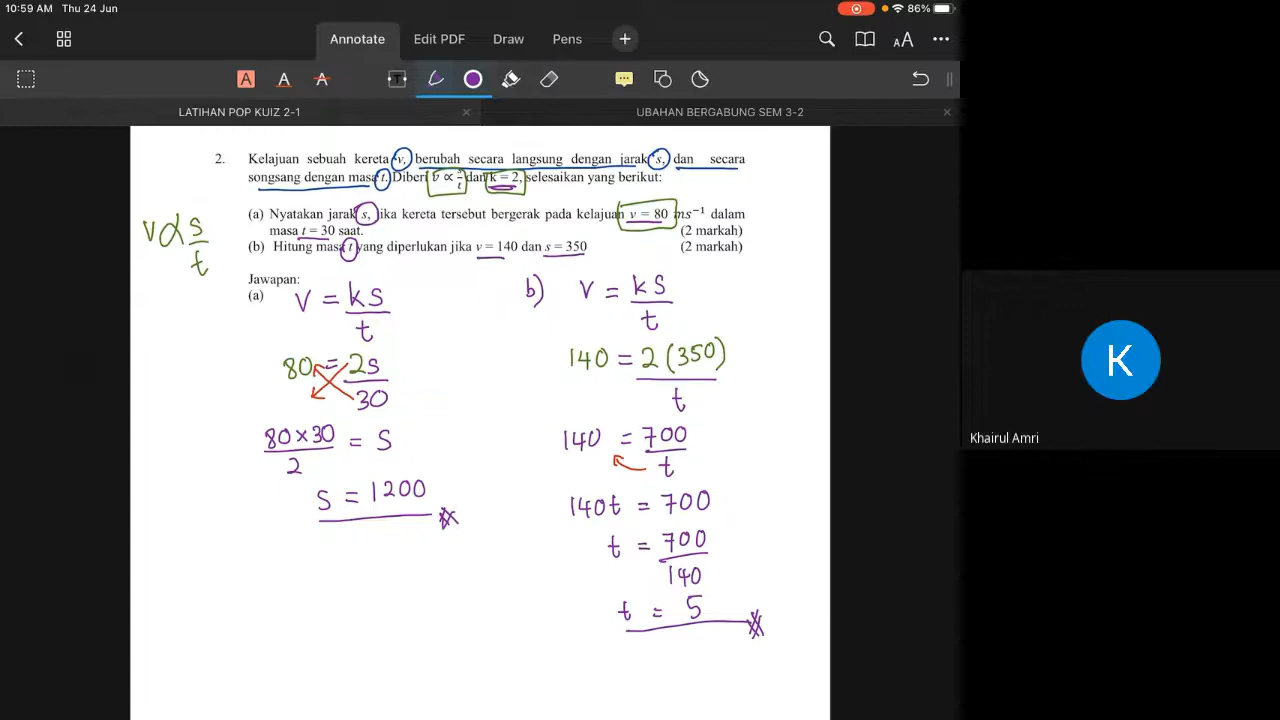 10:59 AM Thu 24 Jun
86%
Annotate Edit PDF Draw Pens
A A A T AA
LATIHAN POP KUIZ 2-1 UBAHAN BERGABUNG SEM 3-2
2. Kelajuan sebuah kereta v, berubah secara langsung dengan jarak s, dan secara
songsang dengan masa t. Diberi v ∝ s/t dan k = 2, selesaikan yang berikut:
(a) Nyatakan jarak s, jika kereta tersebut bergerak pada kelajuan v = 80 ms⁻¹ dalam
masa t = 30 saat. (2 markah)
(b) Hitung masa t yang diperlukan jika v = 140 dan s = 350 (2 markah)
v ∝ s/t
Jawapan:
(a) v = ks/t
80 = 2s/30
80×30/2 = s
s = 1200
b) v = ks/t
140 = 2(350)/t
140 = 700/t
140t = 700
t = 700/140
t = 5
K
Khairul Amri